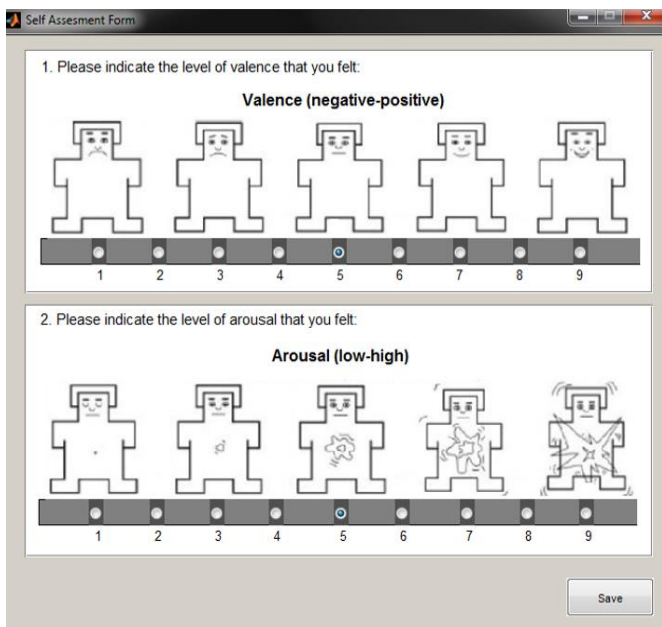 Self Assesment Form
1. Please indicate the level of valence that you felt:
Valence (negative-positive)
1 2 3 4 5 6 7 8 9
2. Please indicate the level of arousal that you felt:
Arousal (low-high)
1 2 3 4 5 6 7 8 9
Save